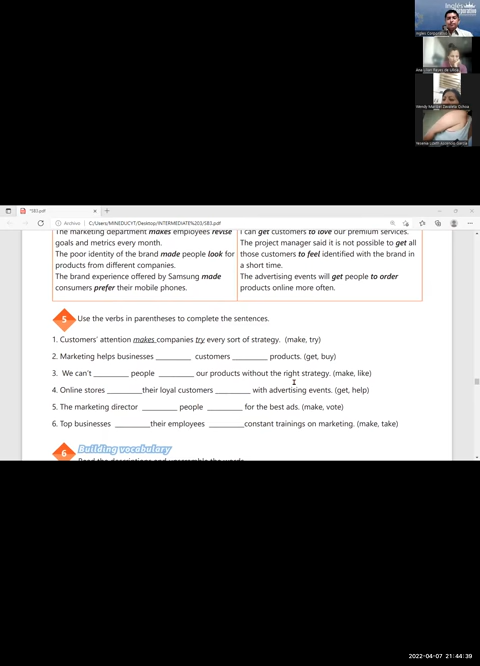 Inglés
Corporativo
Ingles Corporativo
SB3.pdf
Archivo | C:/Users/MINEDUCYT/Desktop/INTERMEDIATE%203/SB3.pdf
The marketing department makes employees revise
goals and metrics every month.
The poor identity of the brand made people look for
products from different companies.
The brand experience offered by Samsung made
consumers prefer their mobile phones.
I can get customers to love our premium services.
The project manager said it is not possible to get all
those customers to feel identified with the brand in
a short time.
The advertising events will get people to order
products online more often.
5 Use the verbs in parentheses to complete the sentences.
1. Customers' attention makes companies try every sort of strategy. (make, try)
2. Marketing helps businesses __________ customers __________ products. (get, buy)
3. We can't __________ people __________ our products without the right strategy. (make, like)
4. Online stores __________their loyal customers __________ with advertising events. (get, help)
5. The marketing director __________ people __________ for the best ads. (make, vote)
6. Top businesses __________their employees __________constant trainings on marketing. (make, take)
6 Building vocabulary
2022-04-07 21:44:39